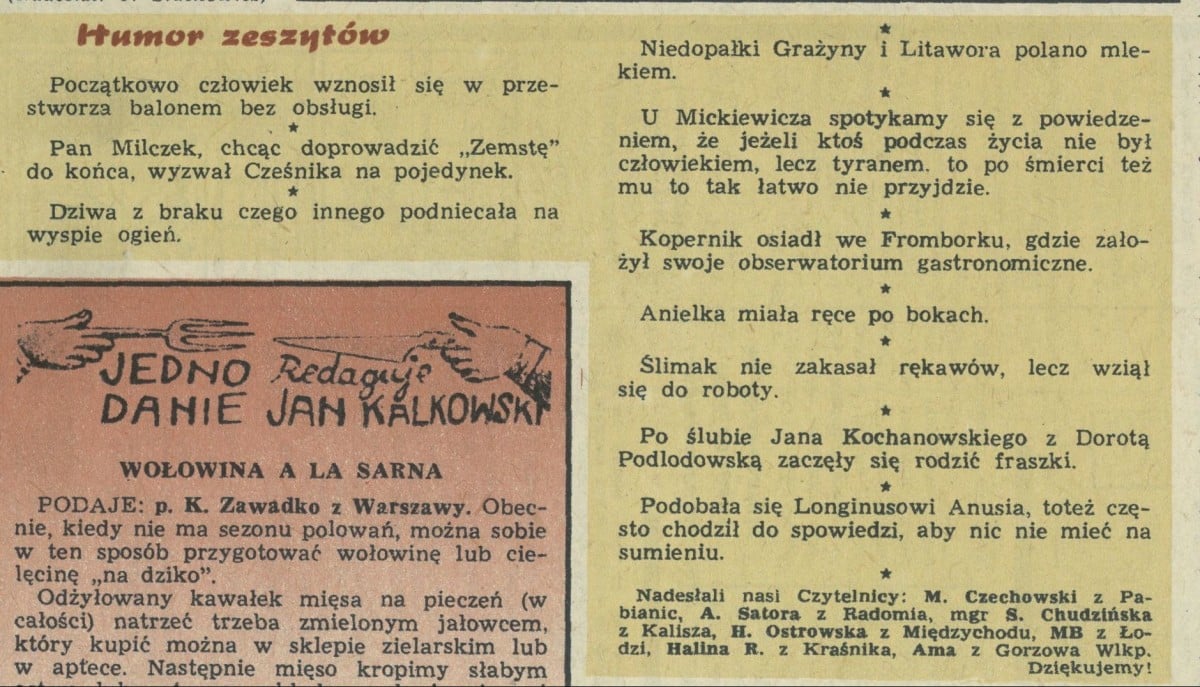 Humor zeszytów
Początkowo człowiek wznosił się w prze-
stworza balonem bez obsługi.
★
Pan Milczek, chcąc doprowadzić „Zemstę”
do końca, wyzwał Cześnika na pojedynek.
★
Dziwa z braku czego innego podniecała na
wyspie ogień.
★
Niedopałki Grażyny i Litawora polano mle-
kiem.
★
U Mickiewicza spotykamy się z powiedze-
niem, że jeżeli ktoś podczas życia nie był
człowiekiem, lecz tyranem. to po śmierci też
mu to tak łatwo nie przyjdzie.
★
Kopernik osiadł we Fromborku, gdzie zało-
żył swoje obserwatorium gastronomiczne.
★
Anielka miała ręce po bokach.
★
Ślimak nie zakasał rękawów, lecz wziął
się do roboty.
★
Po ślubie Jana Kochanowskiego z Dorotą
Podlodowską zaczęły się rodzić fraszki.
★
Podobała się Longinusowi Anusia, toteż czę-
sto chodził do spowiedzi, aby nic nie mieć na
sumieniu.
★
Nadesłali nasi Czytelnicy: M. Czechowski z Pa-
bianic, A. Satora z Radomia, mgr S. Chudzińska
z Kalisza, H. Ostrowska z Międzychodu, MB z Ło-
dzi, Halina R. z Kraśnika, Ama z Gorzowa Wlkp.
Dziękujemy!
JEDNO Redaguje
DANIE JAN KALKOWSKI
WOŁOWINA A LA SARNA
PODAJE: p. K. Zawadko z Warszawy. Obec-
nie, kiedy nie ma sezonu polowań, można sobie
w ten sposób przygotować wołowinę lub cie-
lęcinę „na dziko”.
Odżyłowany kawałek mięsa na pieczeń (w
całości) natrzeć trzeba zmielonym jałowcem,
który kupić można w sklepie zielarskim lub
w aptece. Następnie mięso kropimy słabym